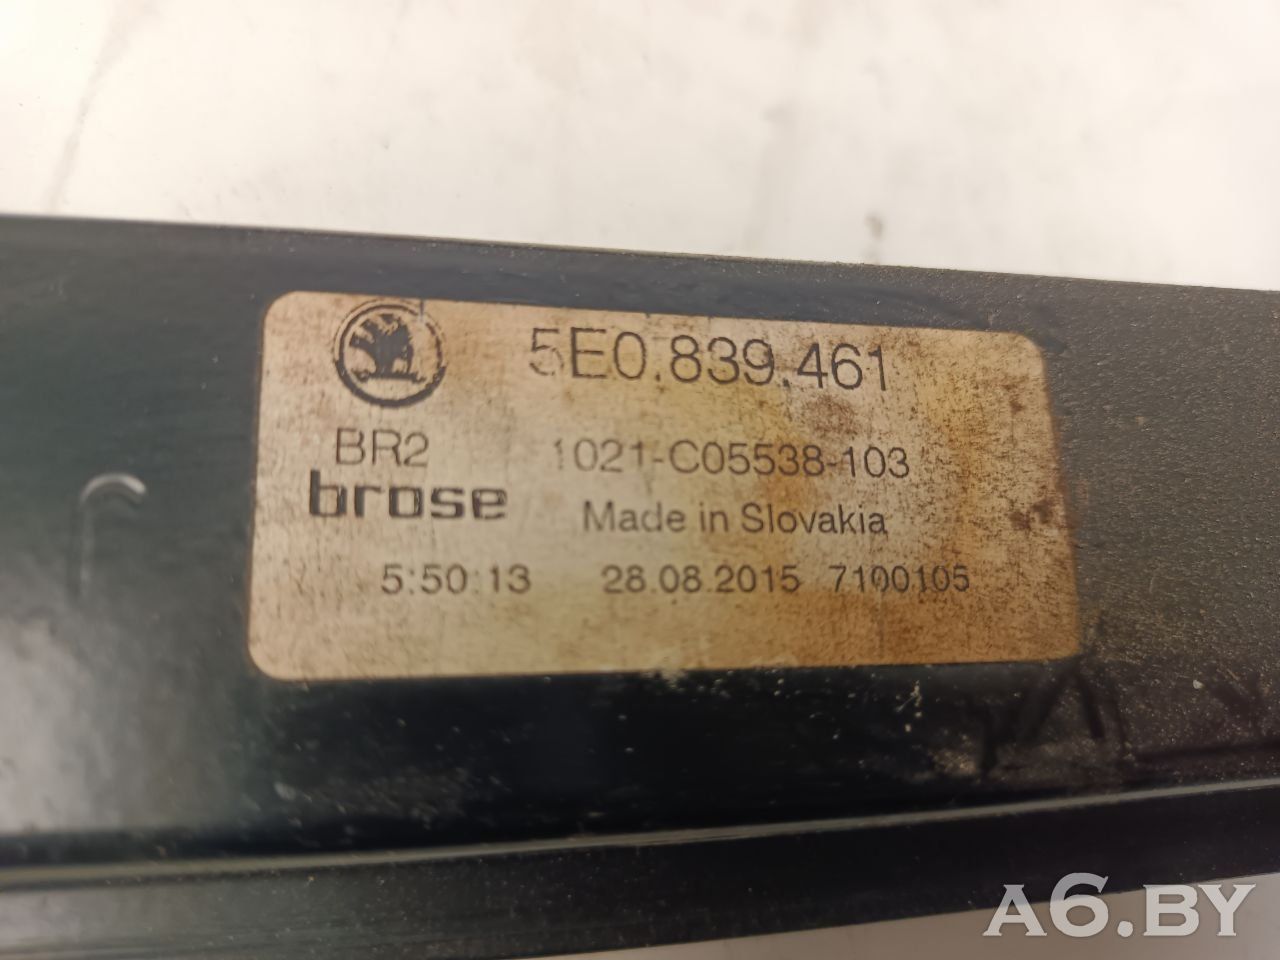 5E0.839.461
BR2 1021-C05538-103
brose Made in Slovakia
5:50:13 28.08.2015 7100105
A6.BY